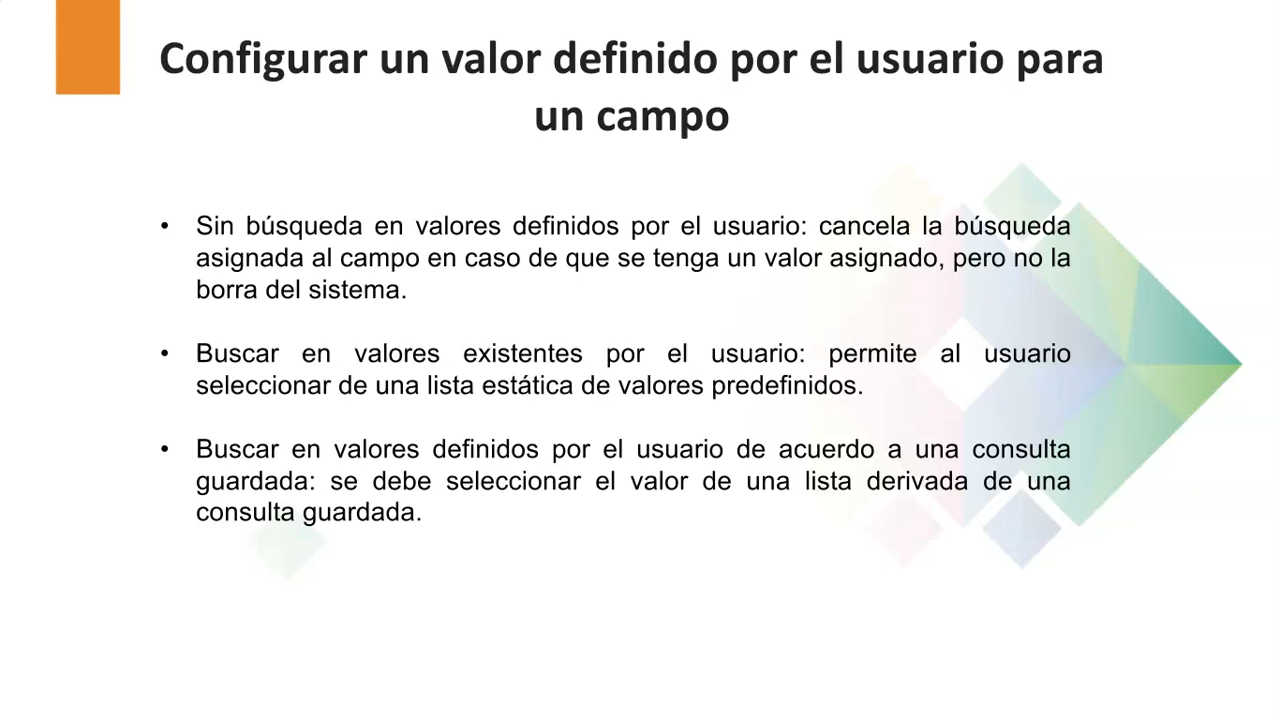 Configurar un valor definido por el usuario para
un campo
• Sin búsqueda en valores definidos por el usuario: cancela la búsqueda
asignada al campo en caso de que se tenga un valor asignado, pero no la
borra del sistema.
• Buscar en valores existentes por el usuario: permite al usuario
seleccionar de una lista estática de valores predefinidos.
• Buscar en valores definidos por el usuario de acuerdo a una consulta
guardada: se debe seleccionar el valor de una lista derivada de una
consulta guardada.